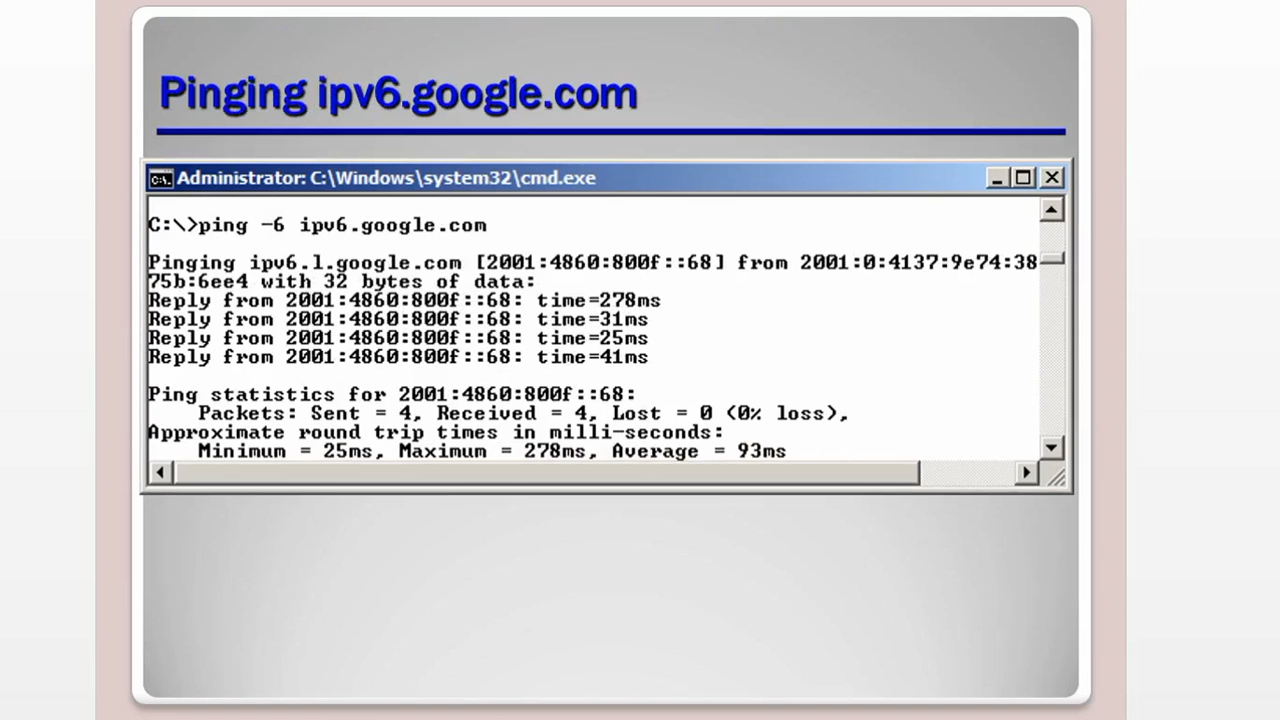 Pinging ipv6.google.com
Administrator: C:\Windows\system32\cmd.exe
C:\>ping -6 ipv6.google.com
Pinging ipv6.l.google.com [2001:4860:800f::68] from 2001:0:4137:9e74:38
75b:6ee4 with 32 bytes of data:
Reply from 2001:4860:800f::68: time=278ms
Reply from 2001:4860:800f::68: time=31ms
Reply from 2001:4860:800f::68: time=25ms
Reply from 2001:4860:800f::68: time=41ms
Ping statistics for 2001:4860:800f::68:
Packets: Sent = 4, Received = 4, Lost = 0 (0% loss),
Approximate round trip times in milli-seconds:
Minimum = 25ms, Maximum = 278ms, Average = 93ms